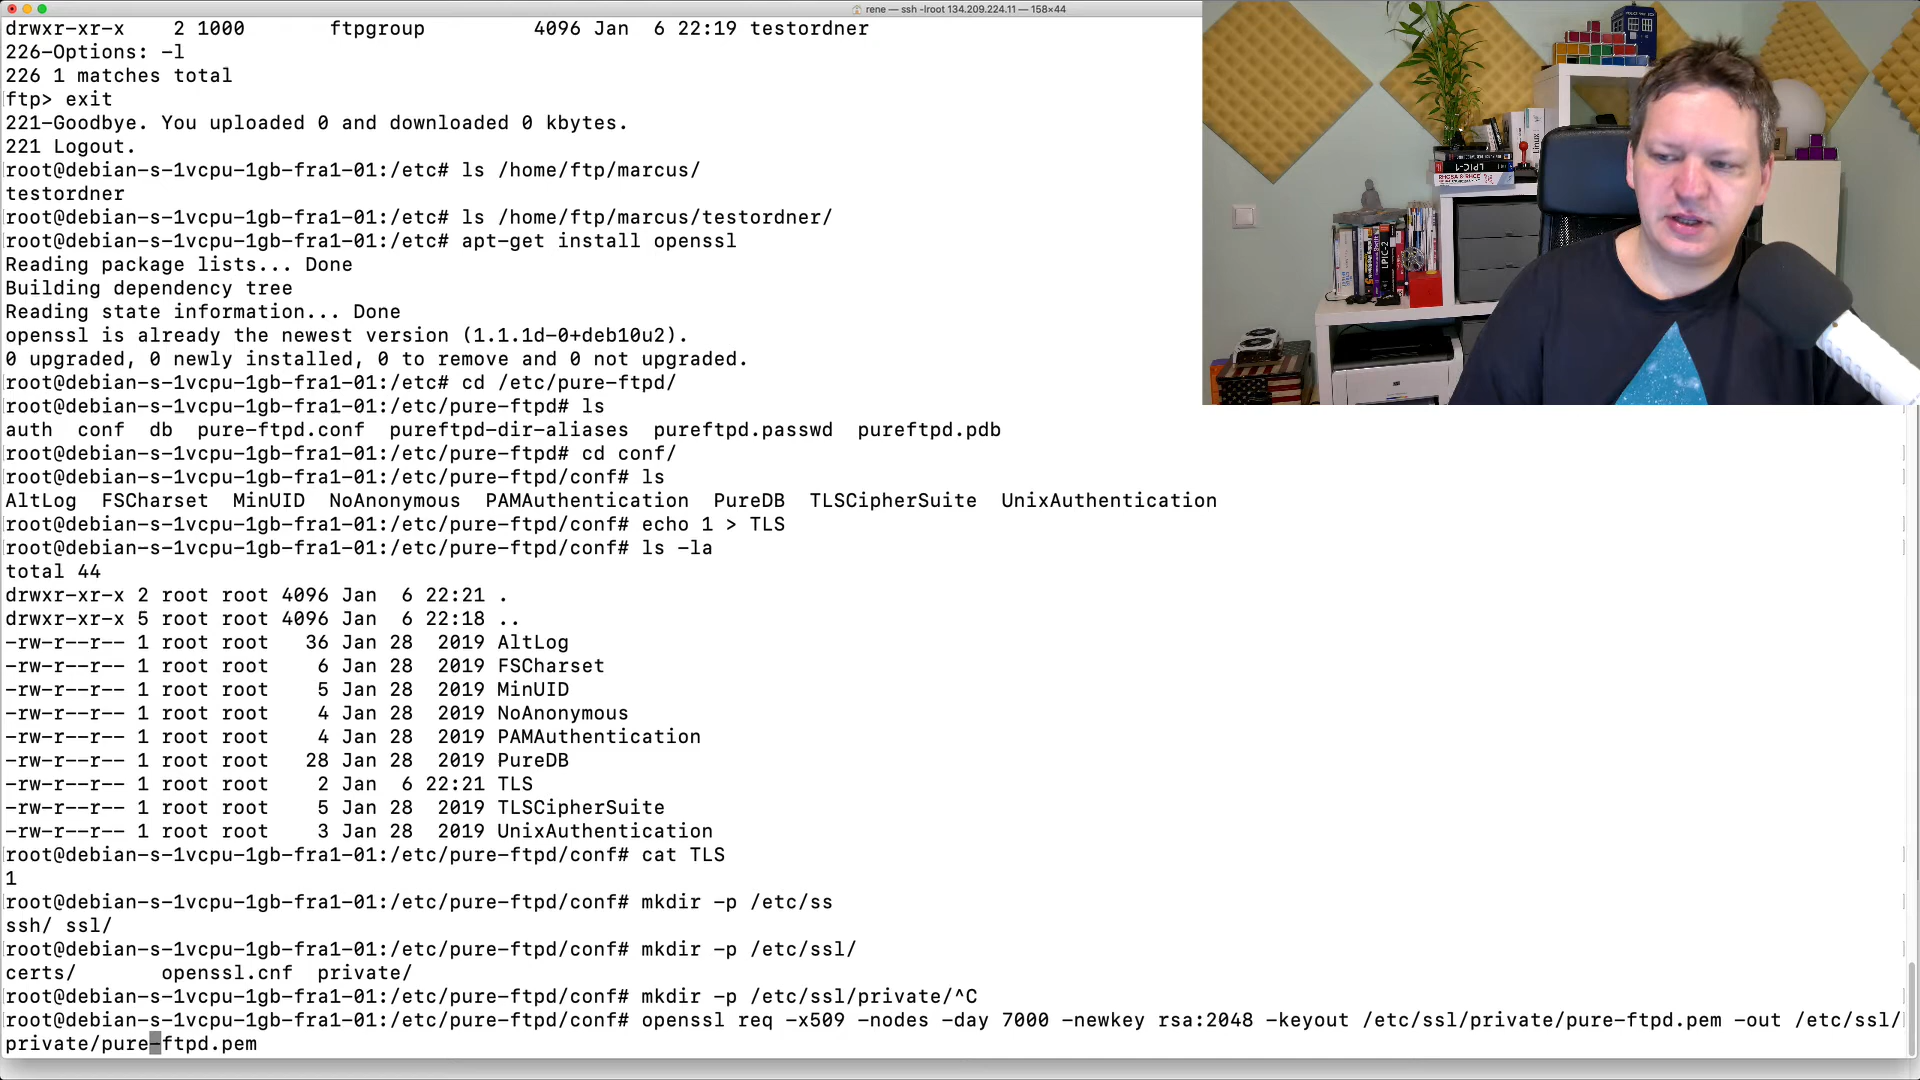 rene — ssh -lroot 134.209.224.11 — 158×44
drwxr-xr-x    2 1000       ftpgroup         4096 Jan  6 22:19 testordner
226-Options: -l
226 1 matches total
ftp> exit
221-Goodbye. You uploaded 0 and downloaded 0 kbytes.
221 Logout.
root@debian-s-1vcpu-1gb-fra1-01:/etc# ls /home/ftp/marcus/
testordner
root@debian-s-1vcpu-1gb-fra1-01:/etc# ls /home/ftp/marcus/testordner/
root@debian-s-1vcpu-1gb-fra1-01:/etc# apt-get install openssl
Reading package lists... Done
Building dependency tree
Reading state information... Done
openssl is already the newest version (1.1.1d-0+deb10u2).
0 upgraded, 0 newly installed, 0 to remove and 0 not upgraded.
root@debian-s-1vcpu-1gb-fra1-01:/etc# cd /etc/pure-ftpd/
root@debian-s-1vcpu-1gb-fra1-01:/etc/pure-ftpd# ls
auth  conf  db  pure-ftpd.conf  pureftpd-dir-aliases  pureftpd.passwd  pureftpd.pdb
root@debian-s-1vcpu-1gb-fra1-01:/etc/pure-ftpd# cd conf/
root@debian-s-1vcpu-1gb-fra1-01:/etc/pure-ftpd/conf# ls
AltLog  FSCharset  MinUID  NoAnonymous  PAMAuthentication  PureDB  TLSCipherSuite  UnixAuthentication
root@debian-s-1vcpu-1gb-fra1-01:/etc/pure-ftpd/conf# echo 1 > TLS
root@debian-s-1vcpu-1gb-fra1-01:/etc/pure-ftpd/conf# ls -la
total 44
drwxr-xr-x 2 root root 4096 Jan  6 22:21 .
drwxr-xr-x 5 root root 4096 Jan  6 22:18 ..
-rw-r--r-- 1 root root   36 Jan 28  2019 AltLog
-rw-r--r-- 1 root root    6 Jan 28  2019 FSCharset
-rw-r--r-- 1 root root    5 Jan 28  2019 MinUID
-rw-r--r-- 1 root root    4 Jan 28  2019 NoAnonymous
-rw-r--r-- 1 root root    4 Jan 28  2019 PAMAuthentication
-rw-r--r-- 1 root root   28 Jan 28  2019 PureDB
-rw-r--r-- 1 root root    2 Jan  6 22:21 TLS
-rw-r--r-- 1 root root    5 Jan 28  2019 TLSCipherSuite
-rw-r--r-- 1 root root    3 Jan 28  2019 UnixAuthentication
root@debian-s-1vcpu-1gb-fra1-01:/etc/pure-ftpd/conf# cat TLS
1
root@debian-s-1vcpu-1gb-fra1-01:/etc/pure-ftpd/conf# mkdir -p /etc/ss
ssh/ ssl/
root@debian-s-1vcpu-1gb-fra1-01:/etc/pure-ftpd/conf# mkdir -p /etc/ssl/
certs/       openssl.cnf  private/
root@debian-s-1vcpu-1gb-fra1-01:/etc/pure-ftpd/conf# mkdir -p /etc/ssl/private/^C
root@debian-s-1vcpu-1gb-fra1-01:/etc/pure-ftpd/conf# openssl req -x509 -nodes -day 7000 -newkey rsa:2048 -keyout /etc/ssl/private/pure-ftpd.pem -out /etc/ssl/
private/pure-ftpd.pem
Linux
LPIC-1
RHCSA & RHCE
LPIC-2